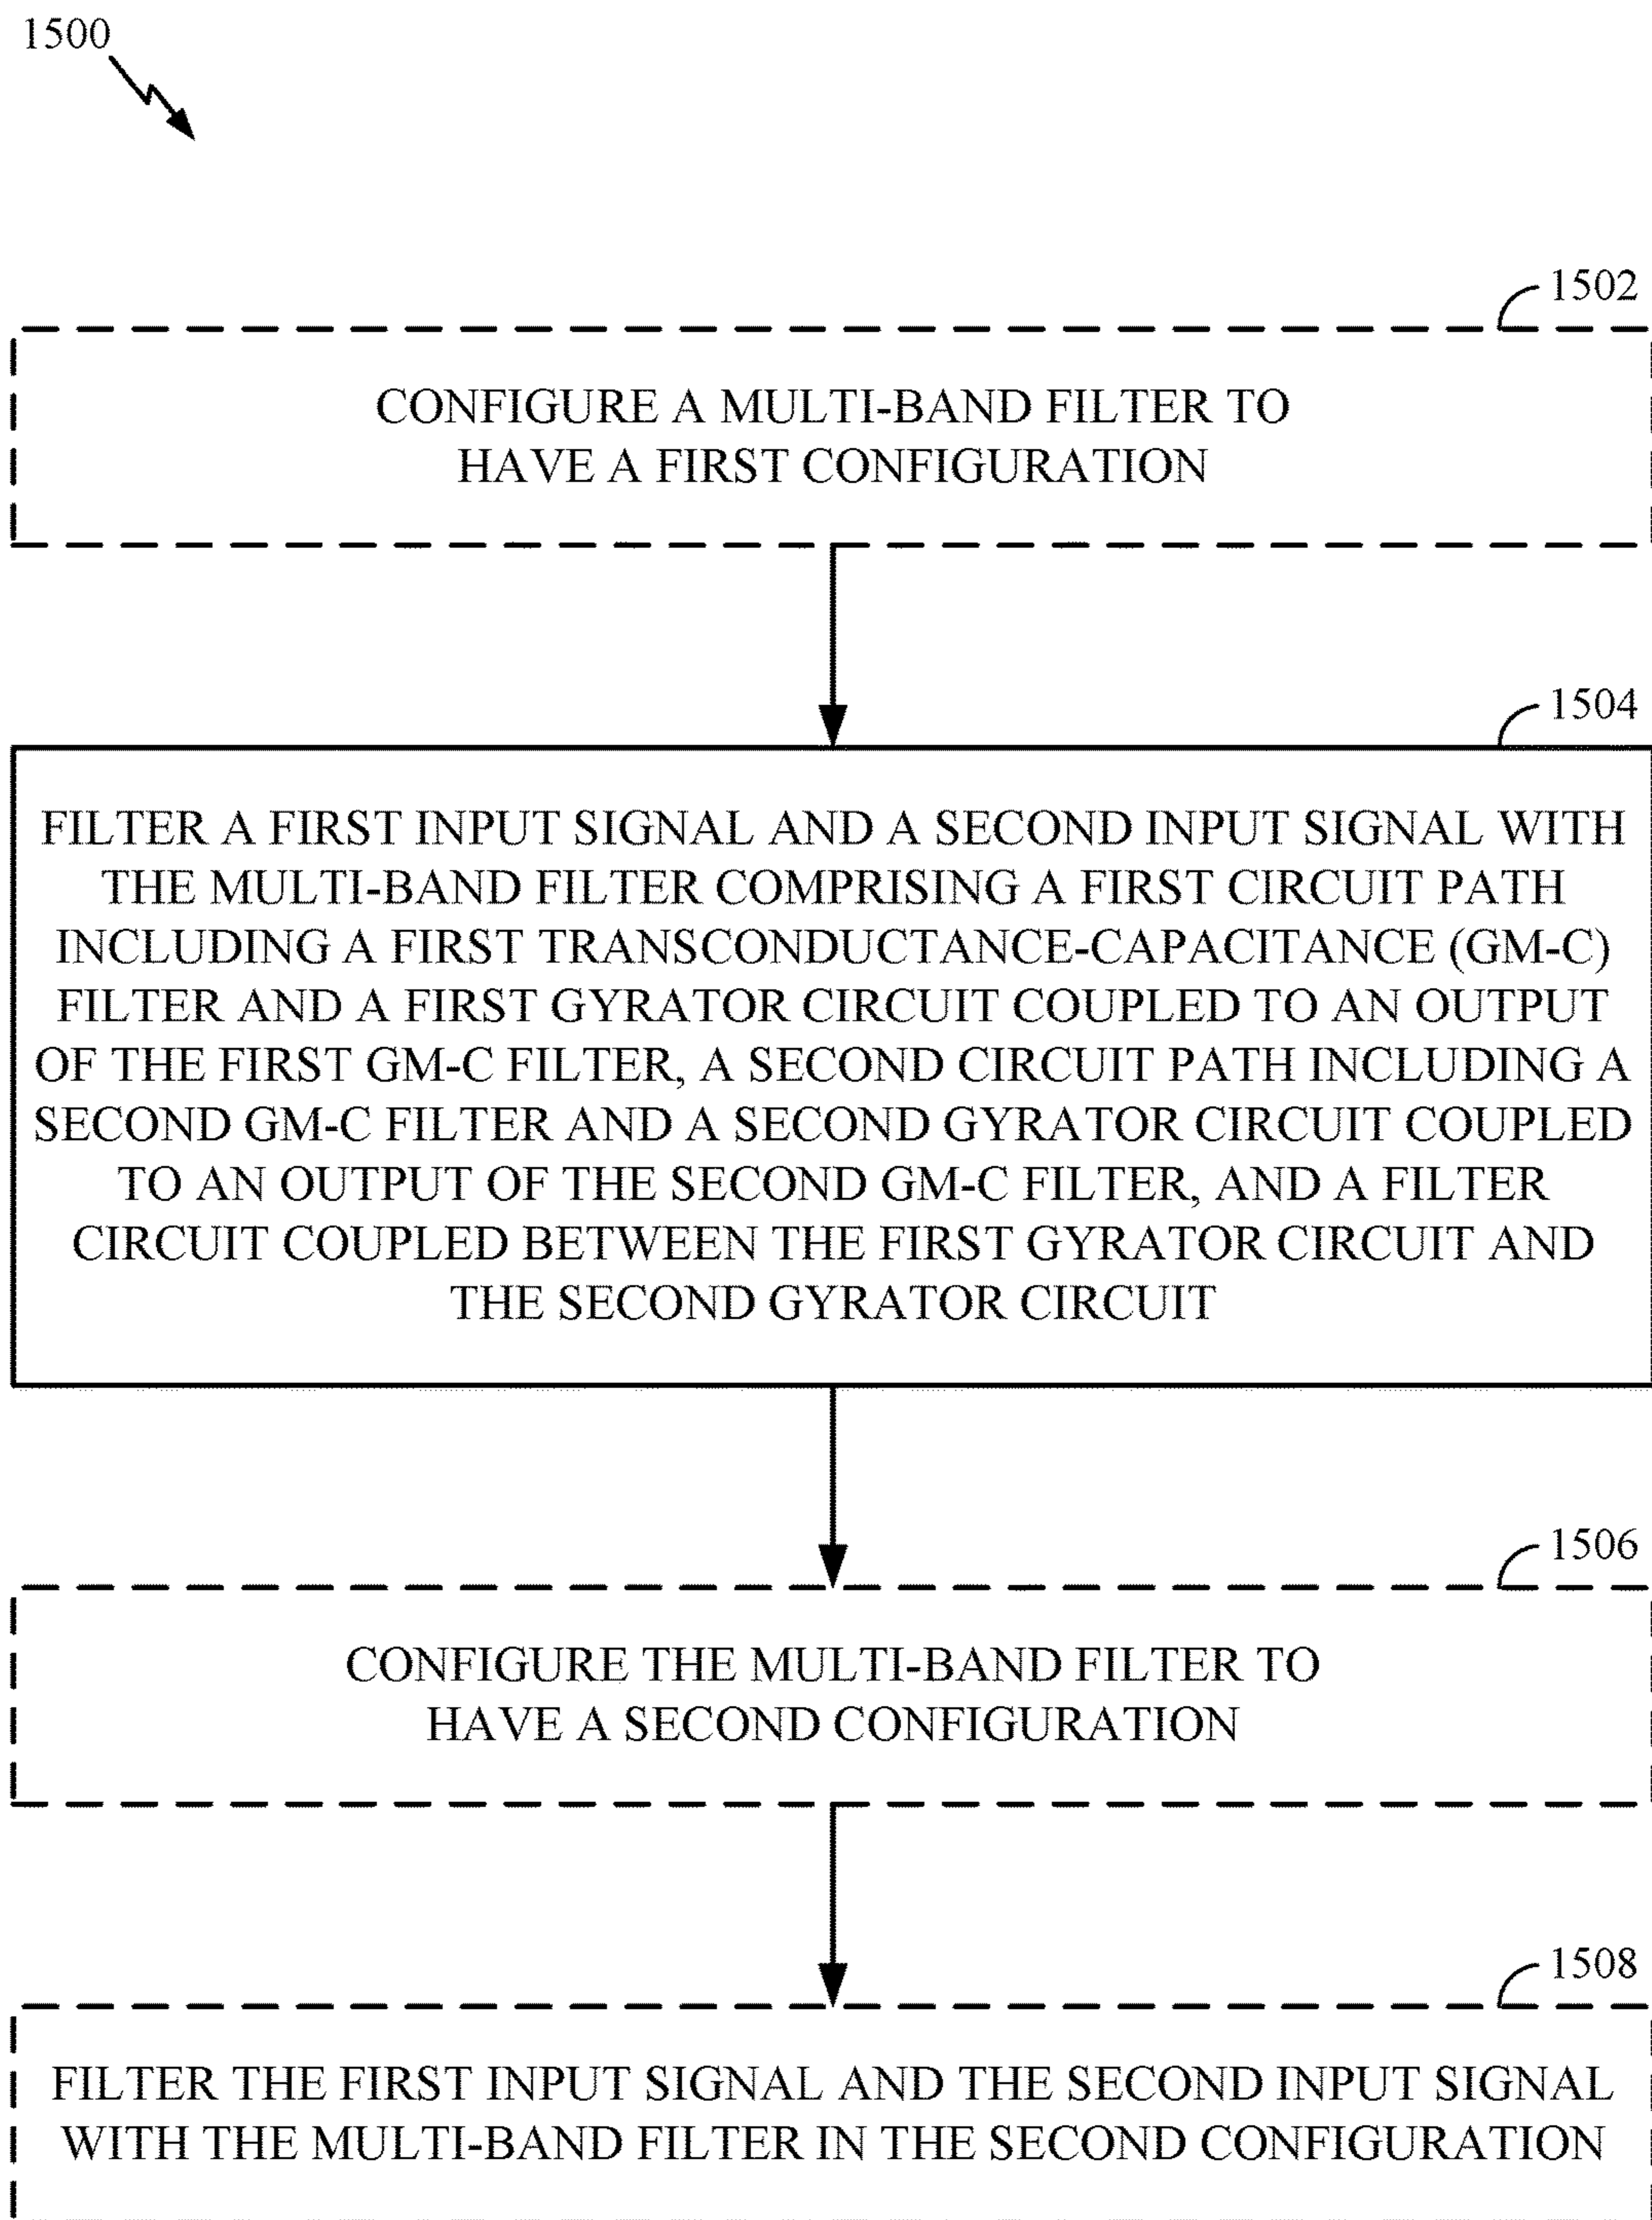 1500
1502
CONFIGURE A MULTI-BAND FILTER TO
HAVE A FIRST CONFIGURATION
1504
FILTER A FIRST INPUT SIGNAL AND A SECOND INPUT SIGNAL WITH
THE MULTI-BAND FILTER COMPRISING A FIRST CIRCUIT PATH
INCLUDING A FIRST TRANSCONDUCTANCE-CAPACITANCE (GM-C)
FILTER AND A FIRST GYRATOR CIRCUIT COUPLED TO AN OUTPUT
OF THE FIRST GM-C FILTER, A SECOND CIRCUIT PATH INCLUDING A
SECOND GM-C FILTER AND A SECOND GYRATOR CIRCUIT COUPLED
TO AN OUTPUT OF THE SECOND GM-C FILTER, AND A FILTER
CIRCUIT COUPLED BETWEEN THE FIRST GYRATOR CIRCUIT AND
THE SECOND GYRATOR CIRCUIT
1506
CONFIGURE THE MULTI-BAND FILTER TO
HAVE A SECOND CONFIGURATION
1508
FILTER THE FIRST INPUT SIGNAL AND THE SECOND INPUT SIGNAL
WITH THE MULTI-BAND FILTER IN THE SECOND CONFIGURATION